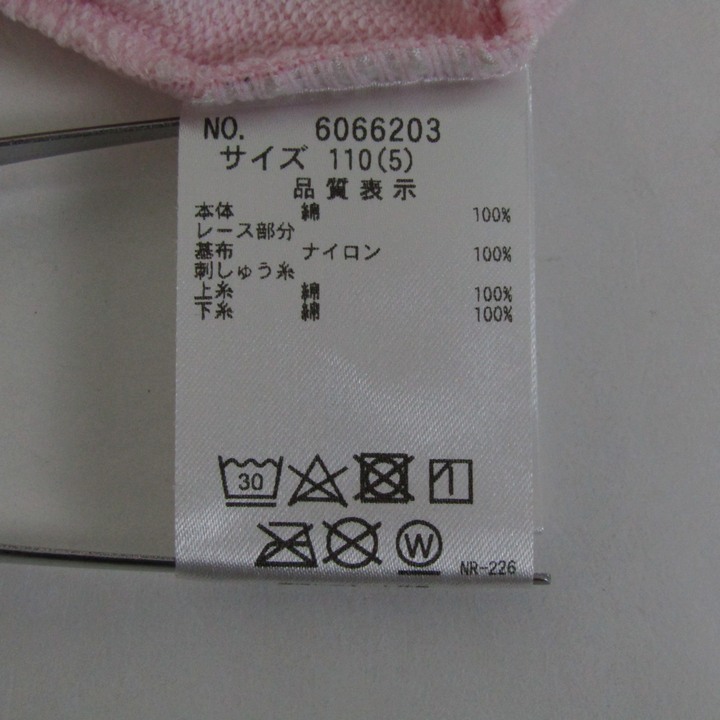 NO. 6066203
サイズ 110(5)
品質表示
本体 綿 100%
レース部分
基布 ナイロン 100%
刺しゅう糸
上糸 綿 100%
下糸 綿 100%
30
W
NR-226